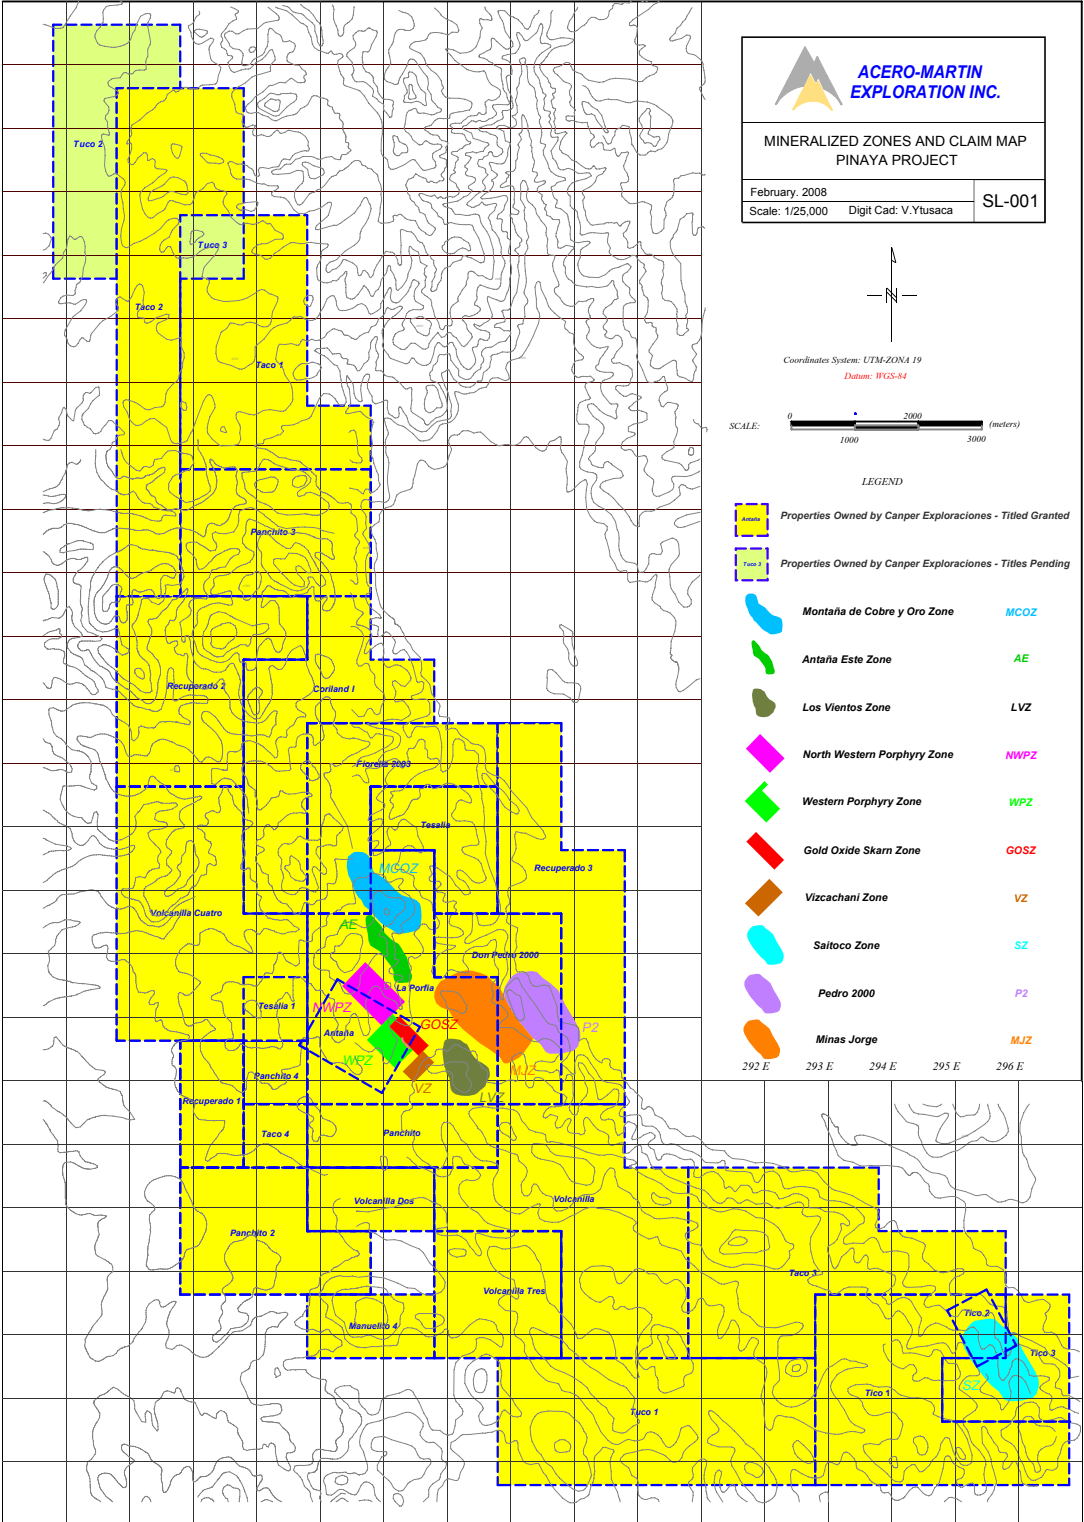 ACERO-MARTIN
EXPLORATION INC.
MINERALIZED ZONES AND CLAIM MAP
PINAYA PROJECT
February. 2008
Scale: 1/25,000 Digit Cad: V.Ytusaca
SL-001
N
Coordinates System: UTM-ZONA 19
Datum: WGS-84
SCALE:
0 2000 (meters)
1000 3000
LEGEND
Antaña
Properties Owned by Canper Exploraciones - Titled Granted
Tuco 3
Properties Owned by Canper Exploraciones - Titles Pending
Montaña de Cobre y Oro Zone MCOZ
Antaña Este Zone AE
Los Vientos Zone LVZ
North Western Porphyry Zone NWPZ
Western Porphyry Zone WPZ
Gold Oxide Skarn Zone GOSZ
Vizcachani Zone VZ
Saitoco Zone SZ
Pedro 2000 P2
Minas Jorge MJZ
292 E 293 E 294 E 295 E 296 E
Tuco 2
Tuco 3
Taco 2
Taco 1
Panchito 3
Recuperado 2
Coriland I
Fiorella 2003
Tesalia
Recuperado 3
MCOZ
Volcanilla Cuatro
AE
Don Pedro 2000
La Porfia
Tesalia 1
NWPZ
GOSZ
P2
Antaña
WPZ
MJZ
Panchito 4
VZ
LVZ
Recuperado 1
Taco 4
Panchito
Volcanilla Dos
Volcanilla
Panchito 2
Taco 3
Volcanilla Tres
Tico 2
Manuelito 4
Tico 3
SZ
Tico 1
Tuco 1